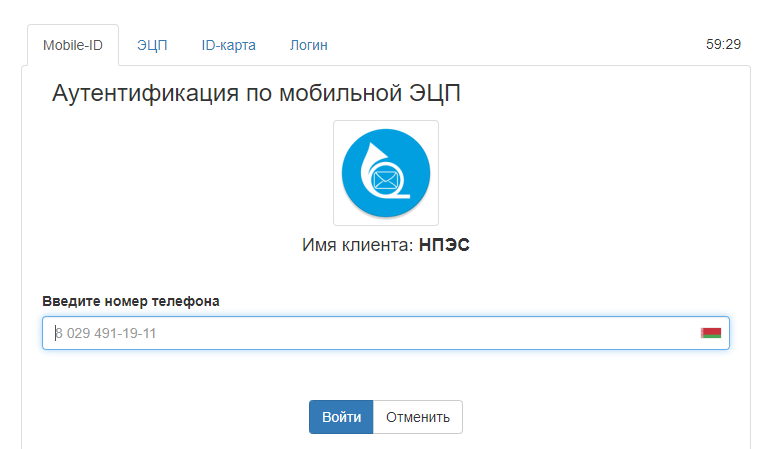 Mobile-ID ЭЦП ID-карта Логин 59:29
Аутентификация по мобильной ЭЦП
Имя клиента: НПЭС
Введите номер телефона
8 029 491-19-11
Войти Отменить